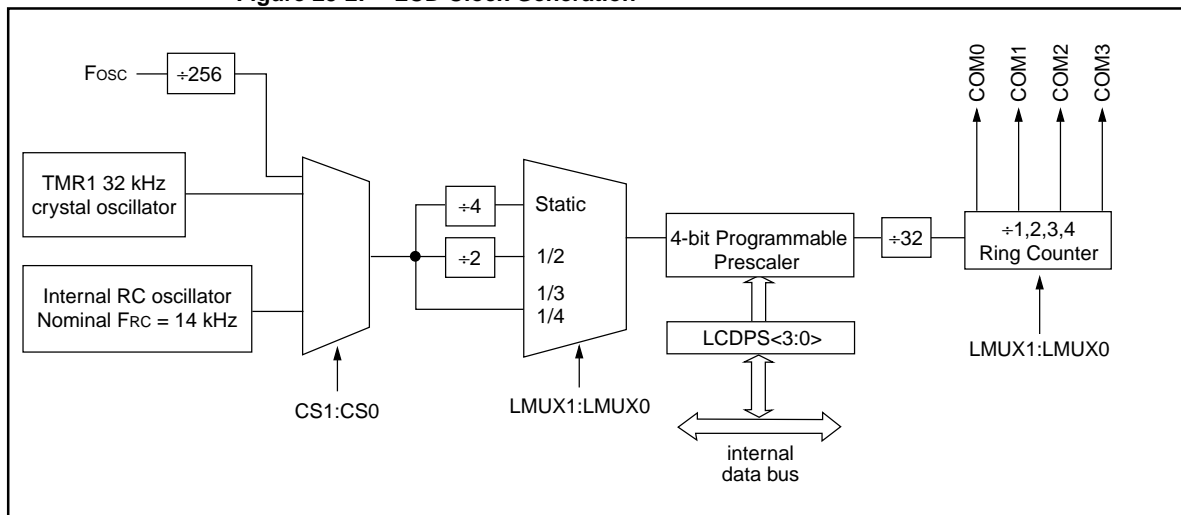 Figure 25-2: LCD Clock Generation
FOSC
÷256
TMR1 32 kHz
crystal oscillator
Internal RC oscillator
Nominal FRC = 14 kHz
CS1:CS0
÷4
÷2
Static
1/2
1/3
1/4
LMUX1:LMUX0
4-bit Programmable
Prescaler
LCDPS<3:0>
internal
data bus
÷32
COM0
COM1
COM2
COM3
÷1,2,3,4
Ring Counter
LMUX1:LMUX0